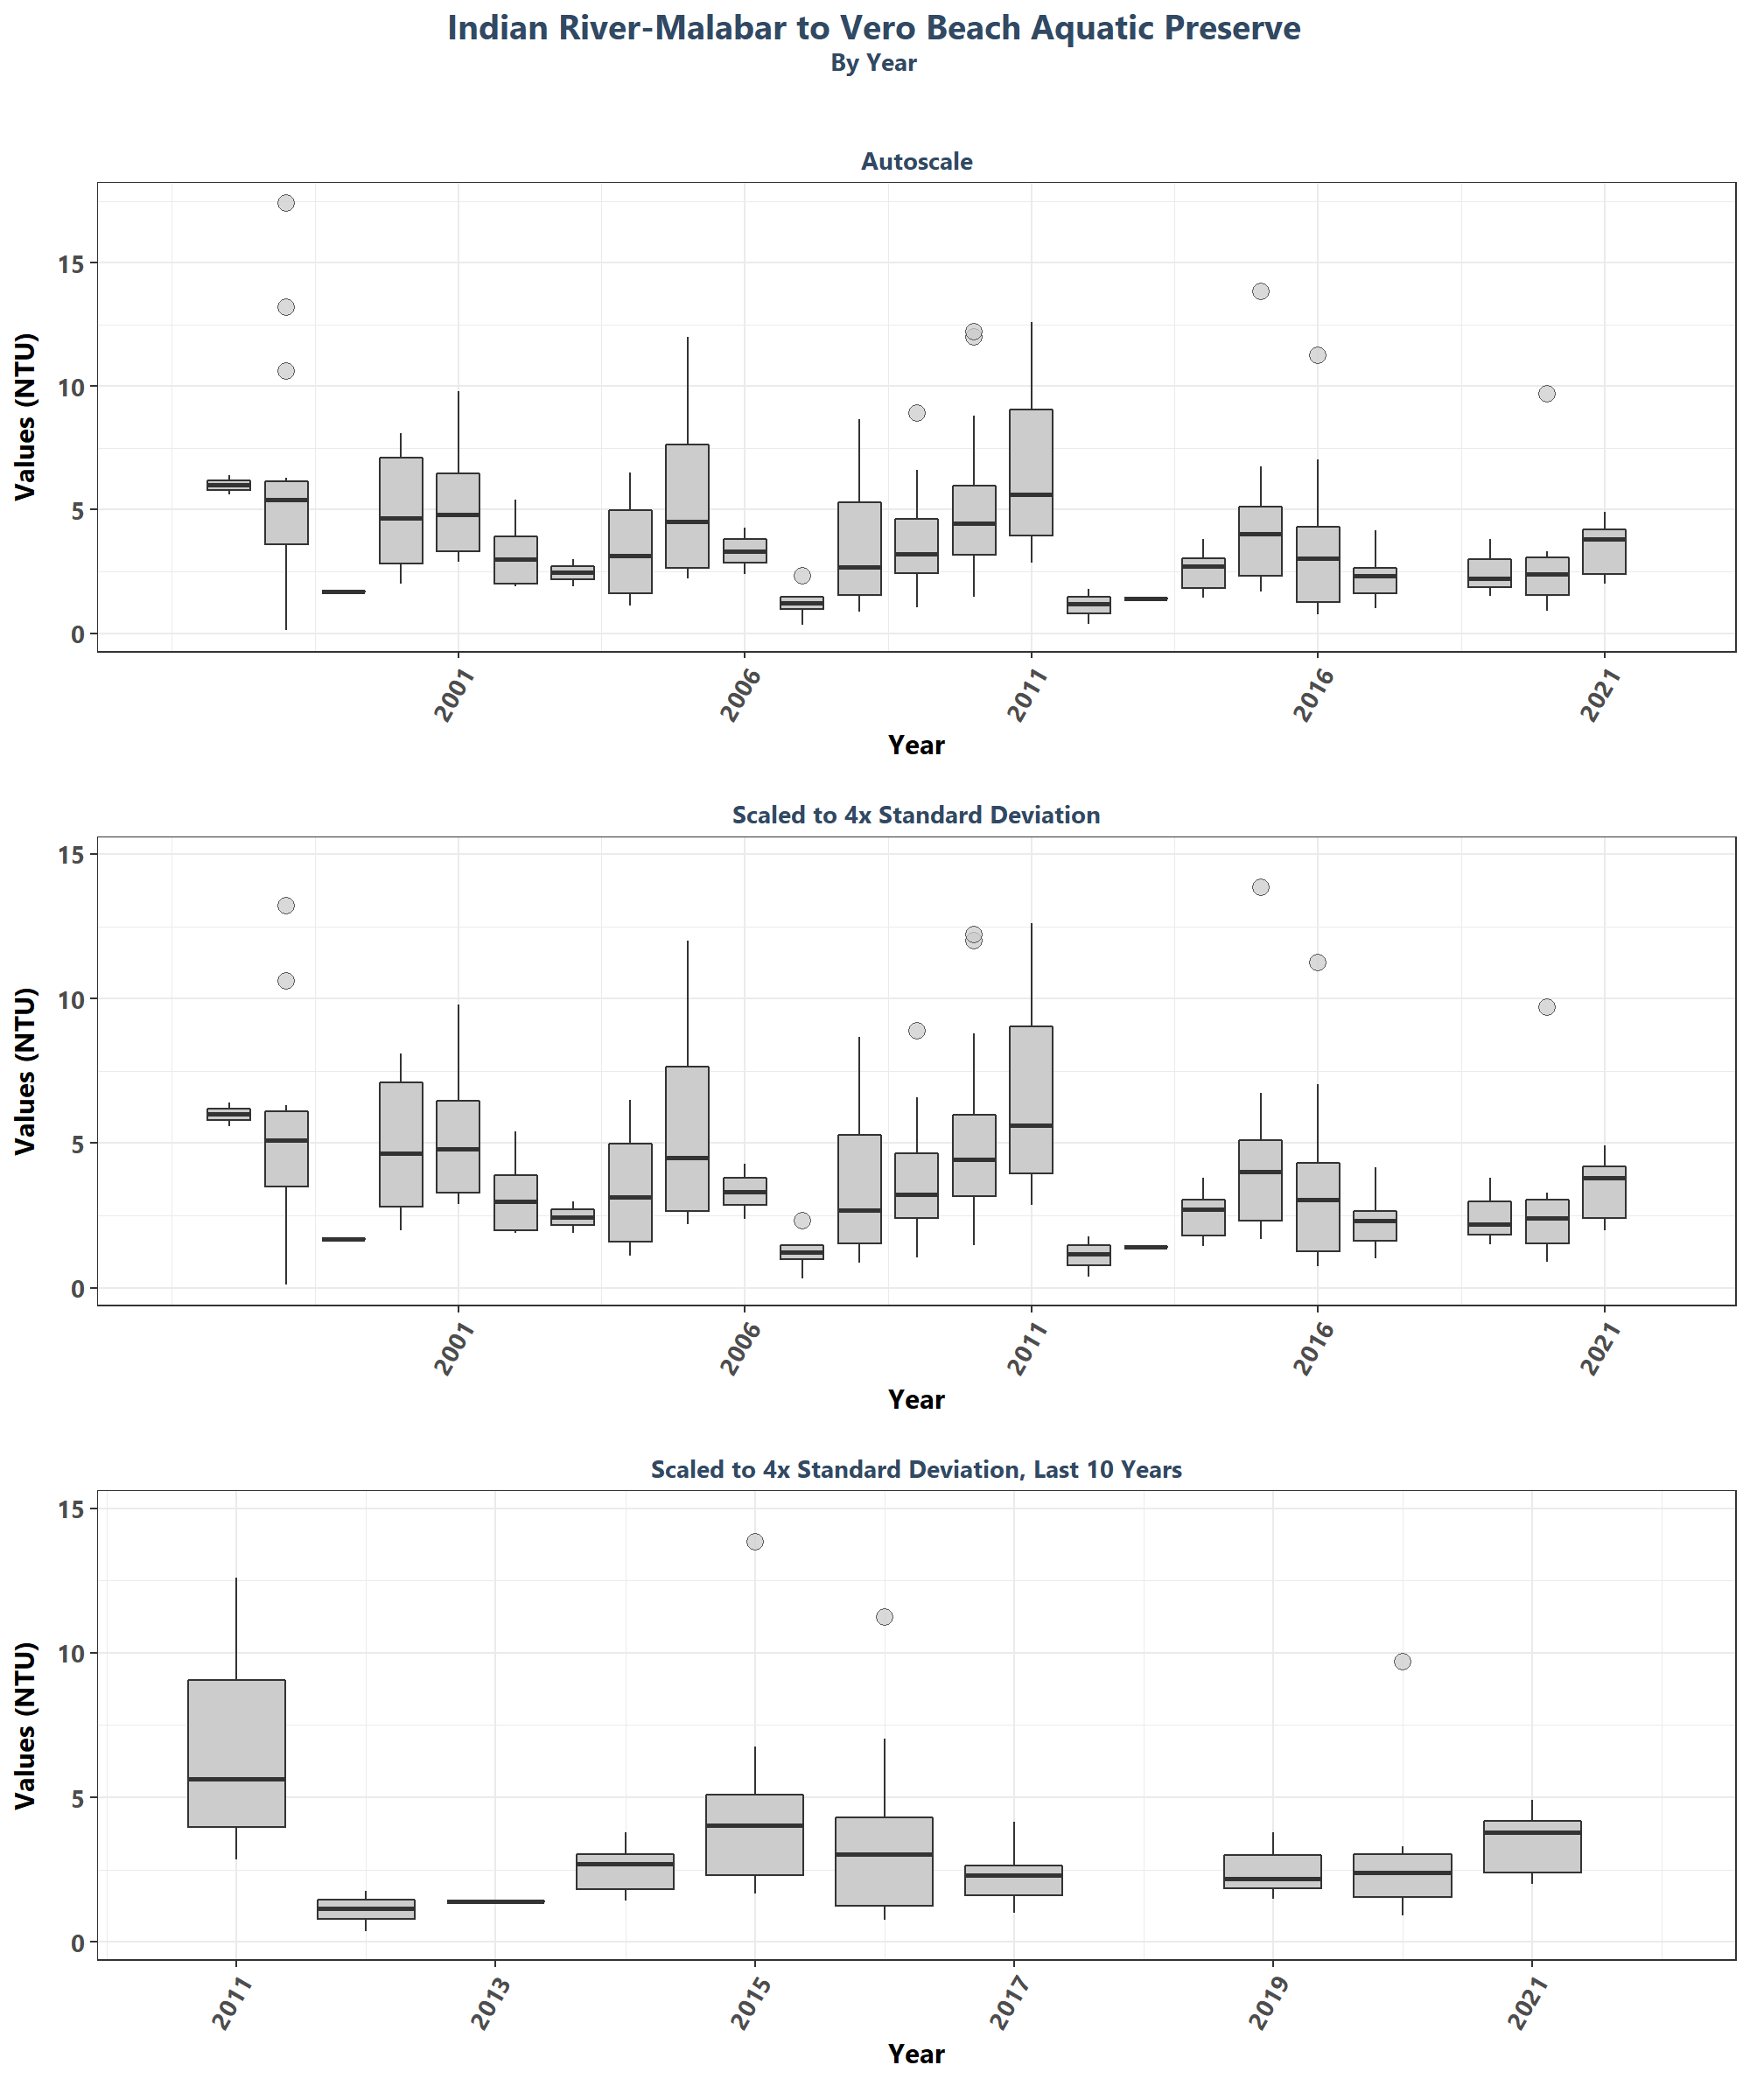 Indian River-Malabar to Vero Beach Aquatic Preserve
By Year
Autoscale
Values (NTU)
15
10
5
0
2001
2006
2011
2016
2021
Year
Scaled to 4x Standard Deviation
Values (NTU)
15
10
5
0
2001
2006
2011
2016
2021
Year
Scaled to 4x Standard Deviation, Last 10 Years
Values (NTU)
15
10
5
0
2011
2013
2015
2017
2019
2021
Year